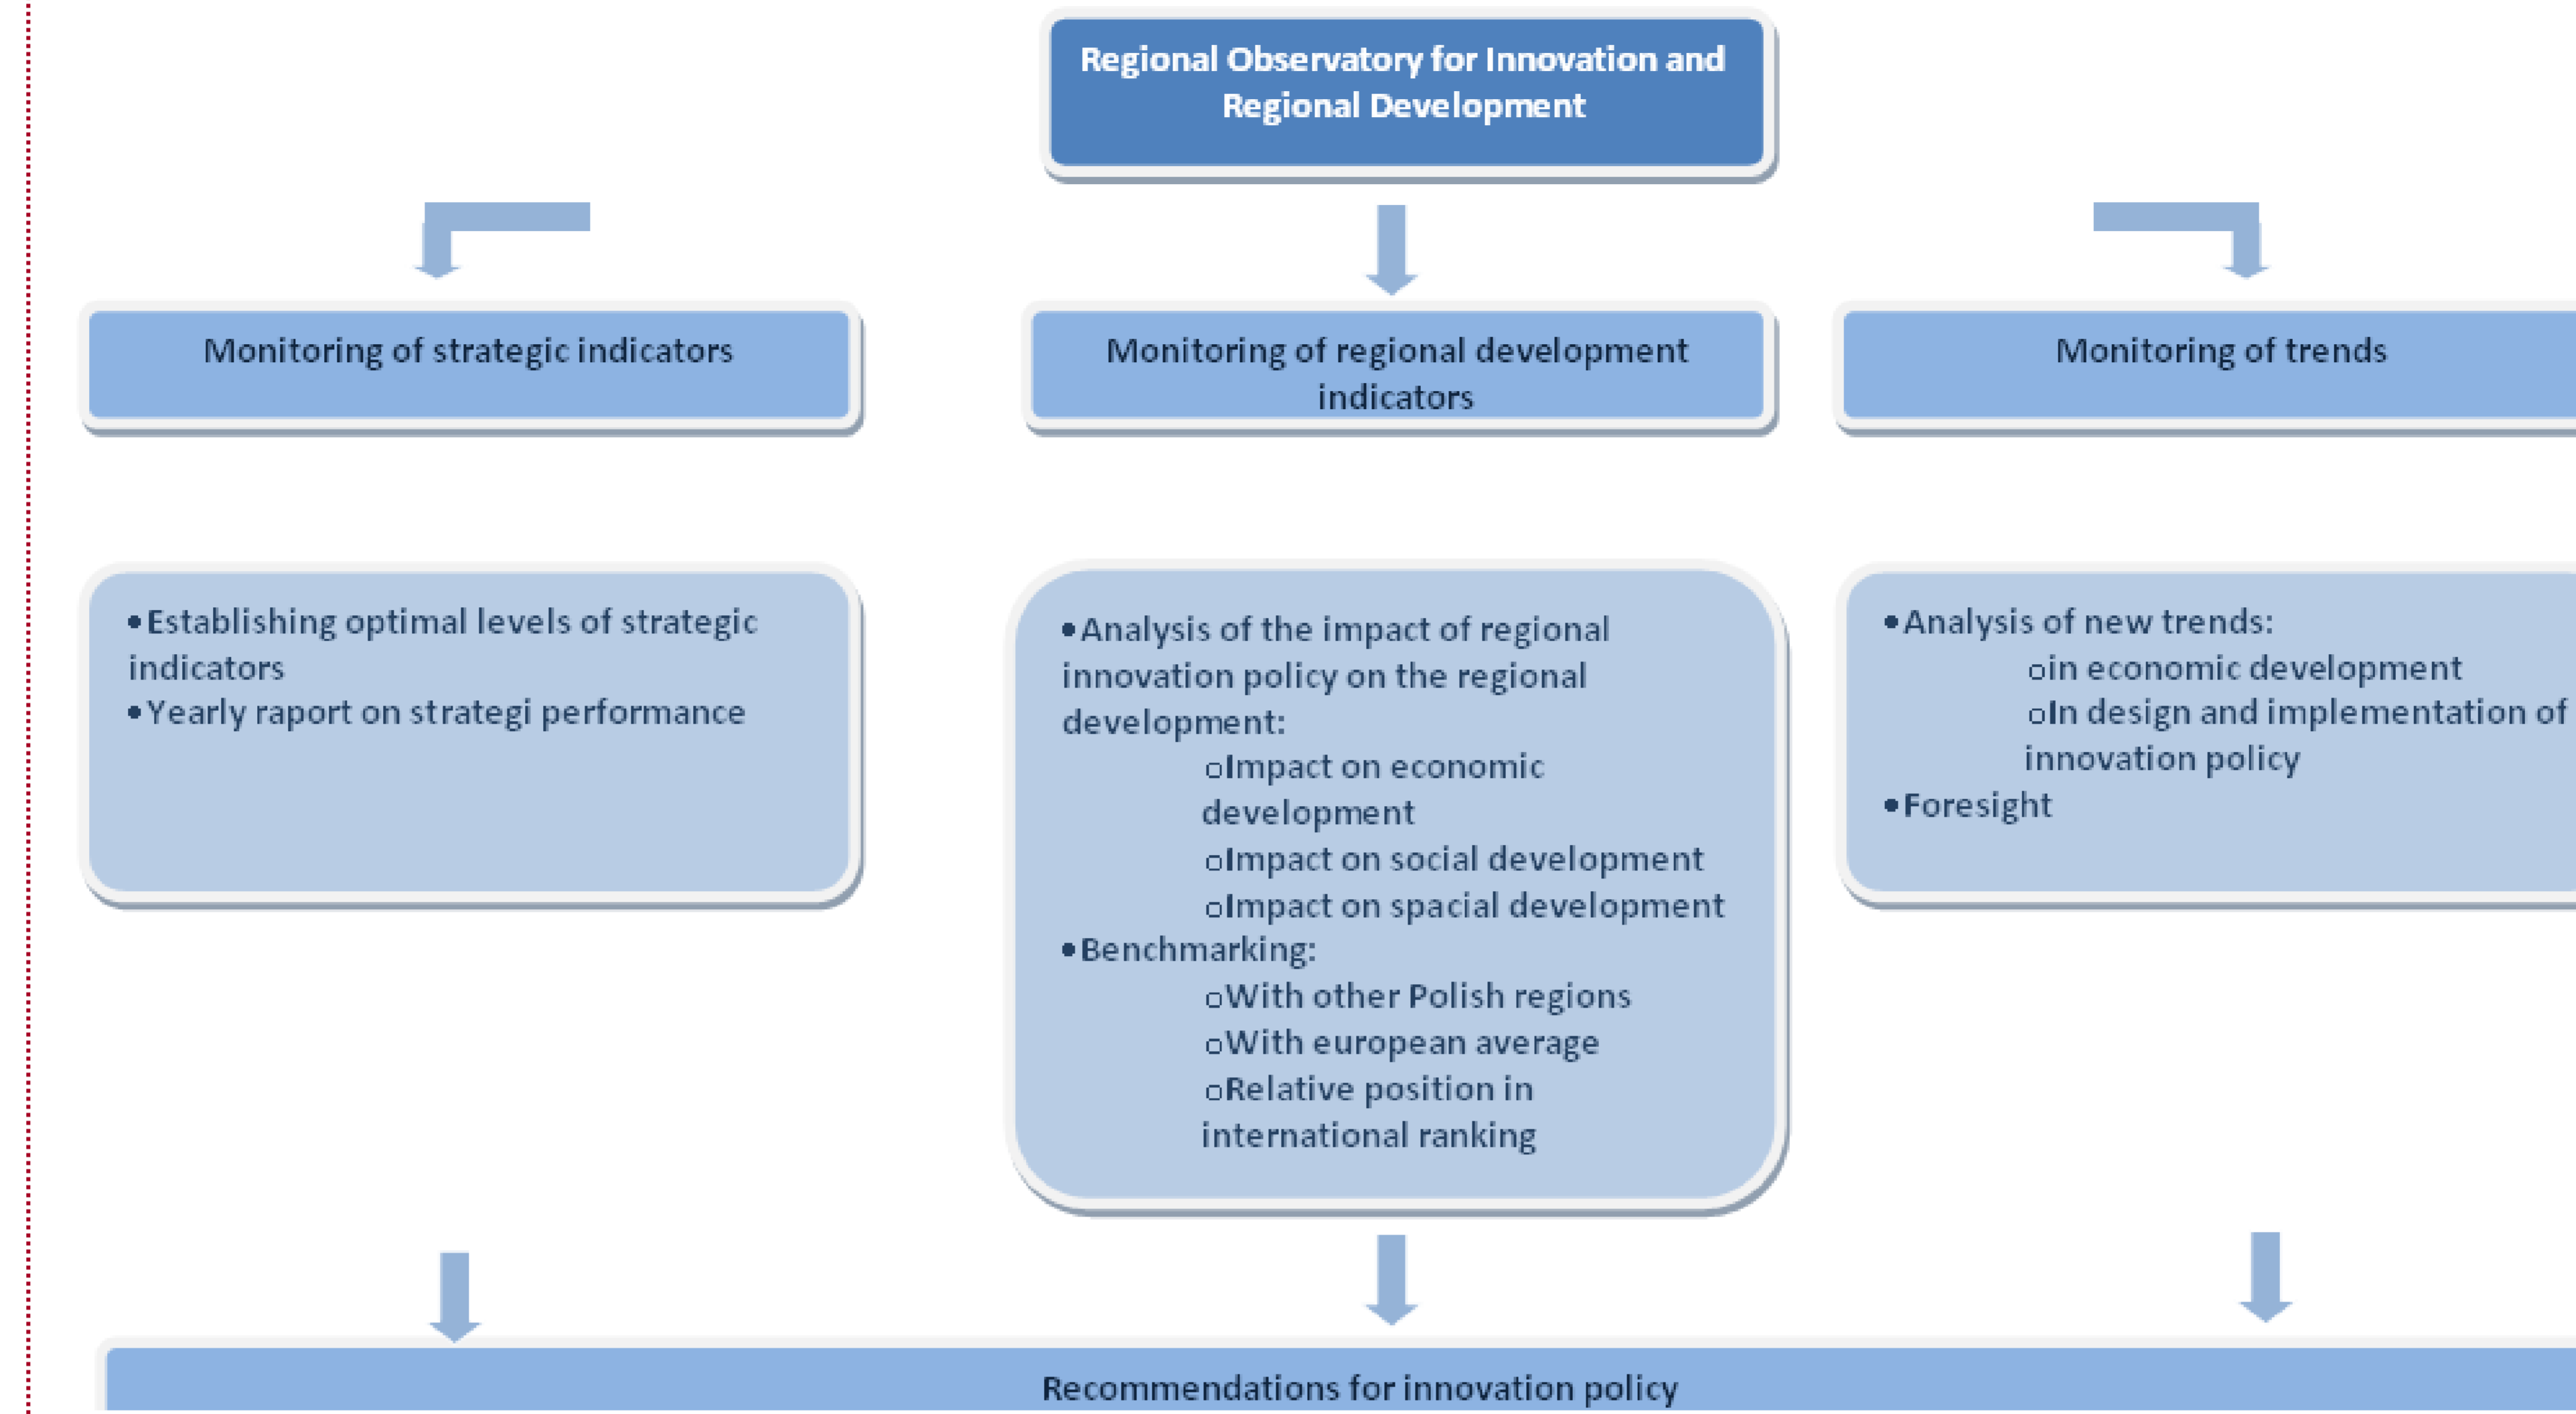 Regional Observatory for Innovation and
Regional Development
Monitoring of strategic indicators
Monitoring of regional development
indicators
Monitoring of trends
•Establishing optimal levels of strategic
indicators
•Yearly raport on strategi performance
•Analysis of the impact of regional
innovation policy on the regional
development:
oImpact on economic
development
oImpact on social development
oImpact on spacial development
•Benchmarking:
oWith other Polish regions
oWith european average
oRelative position in
international ranking
•Analysis of new trends:
oin economic development
oIn design and implementation of
innovation policy
•Foresight
Recommendations for innovation policy